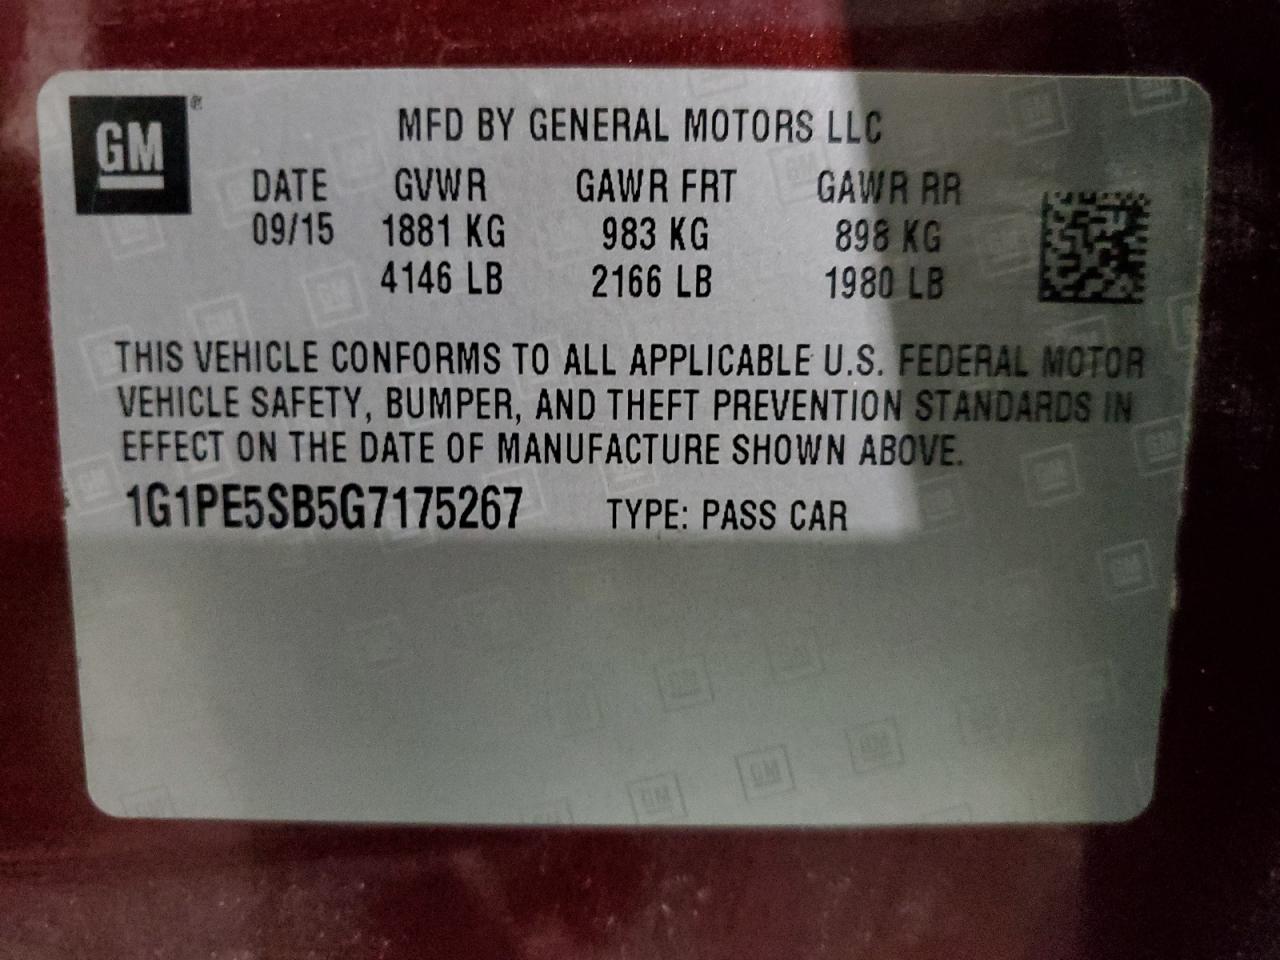 GM®
MFD BY GENERAL MOTORS LLC
DATE GVWR GAWR FRT GAWR RR
09/15 1881 KG 983 KG 898 KG
4146 LB 2166 LB 1980 LB
THIS VEHICLE CONFORMS TO ALL APPLICABLE U.S. FEDERAL MOTOR
VEHICLE SAFETY, BUMPER, AND THEFT PREVENTION STANDARDS IN
EFFECT ON THE DATE OF MANUFACTURE SHOWN ABOVE.
1G1PE5SB5G7175267 TYPE: PASS CAR